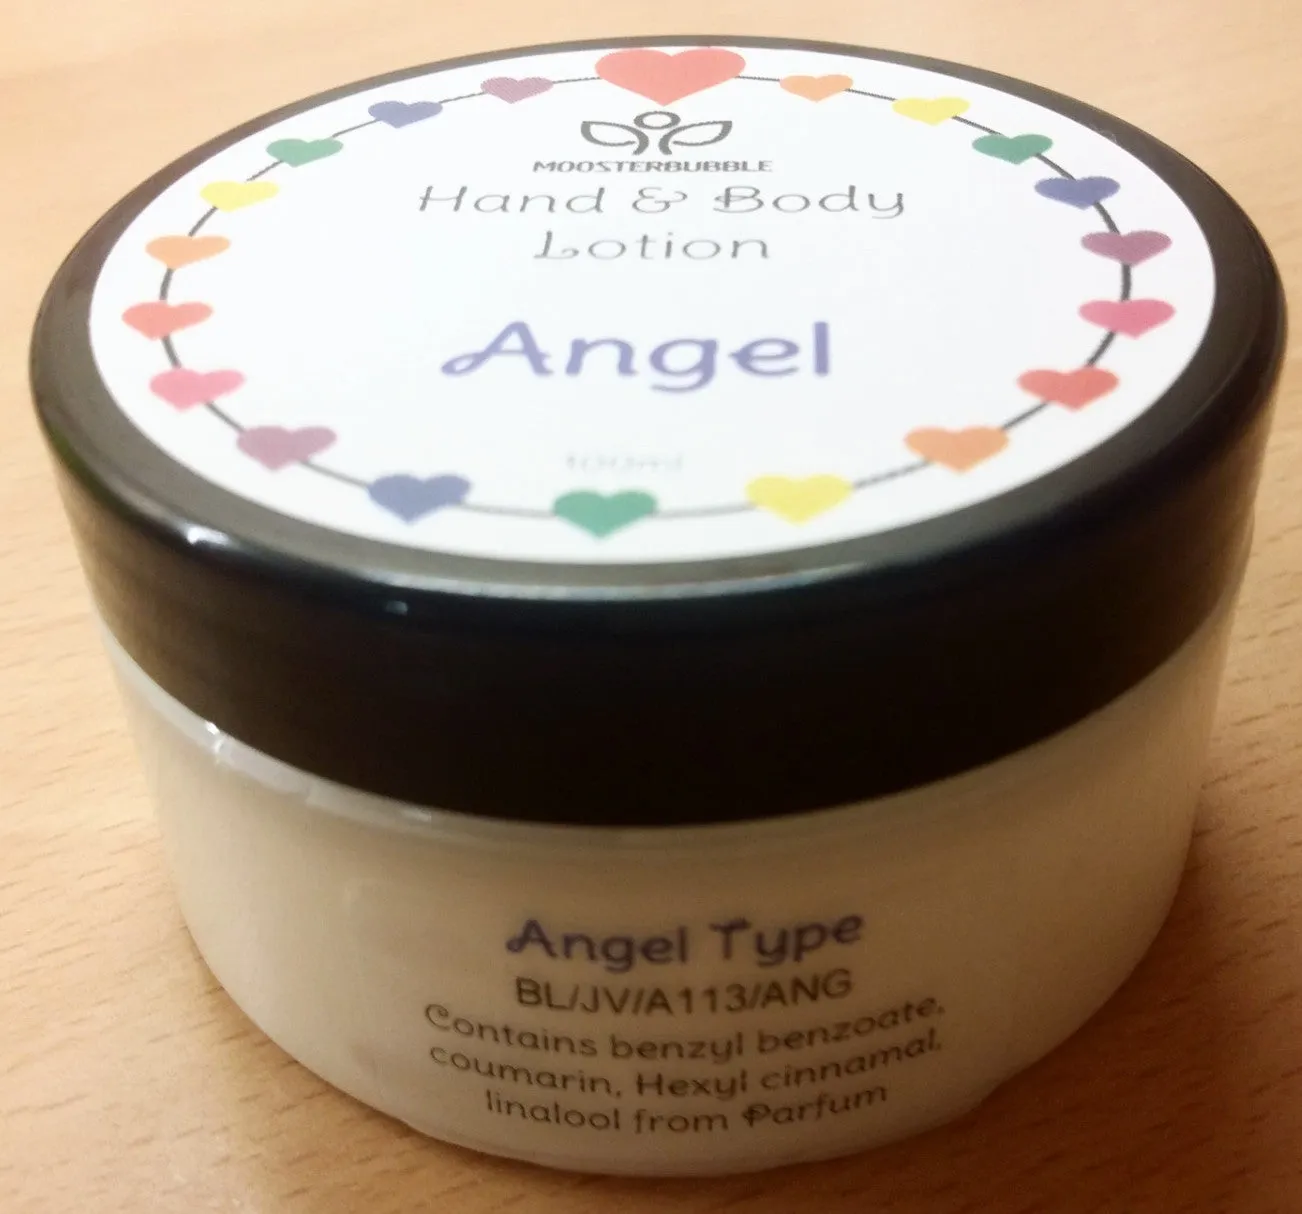 MOOSTERBUBBLE
Hand & Body
Lotion
Angel
100ml
Angel Type
BL/JV/A113/ANG
Contains benzyl benzoate,
coumarin, Hexyl cinnamal,
linalool from Parfum